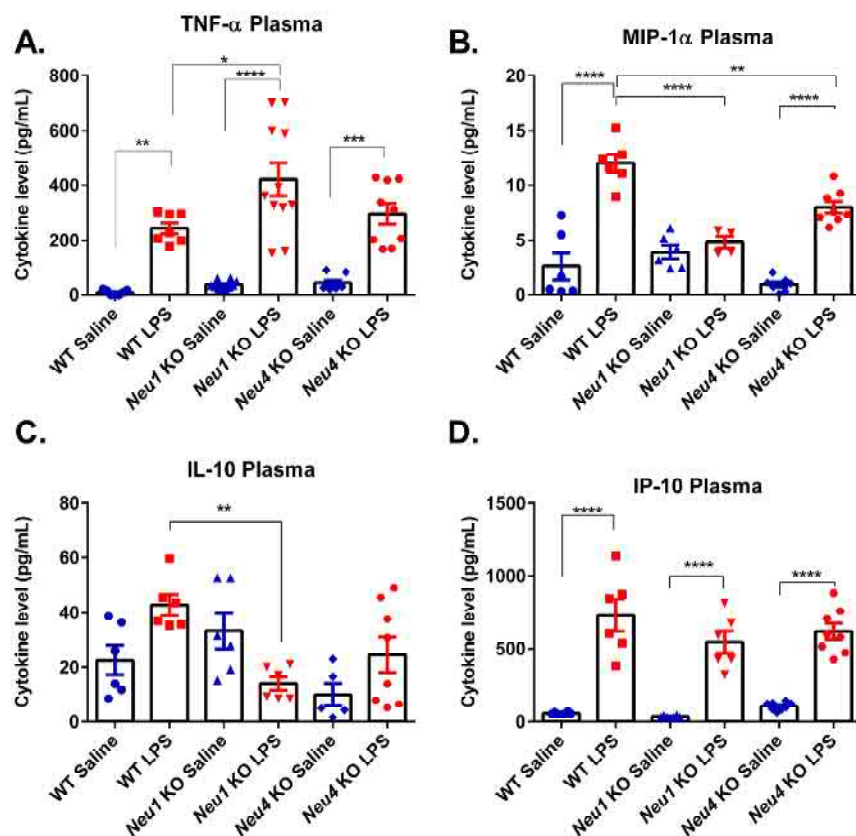 A.
TNF-α Plasma
Cytokine level (pg/mL)
800
600
400
200
0
*
****
**
***
WT Saline
WT LPS
Neu1 KO Saline
Neu1 KO LPS
Neu4 KO Saline
Neu4 KO LPS
B.
MIP-1α Plasma
Cytokine level (pg/mL)
20
15
10
5
0
****
**
****
****
WT Saline
WT LPS
Neu1 KO Saline
Neu1 KO LPS
Neu4 KO Saline
Neu4 KO LPS
C.
IL-10 Plasma
Cytokine level (pg/mL)
80
60
40
20
0
**
WT Saline
WT LPS
Neu1 KO Saline
Neu1 KO LPS
Neu4 KO Saline
Neu4 KO LPS
D.
IP-10 Plasma
Cytokine level (pg/mL)
1500
1000
500
0
****
****
****
WT Saline
WT LPS
Neu1 KO Saline
Neu1 KO LPS
Neu4 KO Saline
Neu4 KO LPS